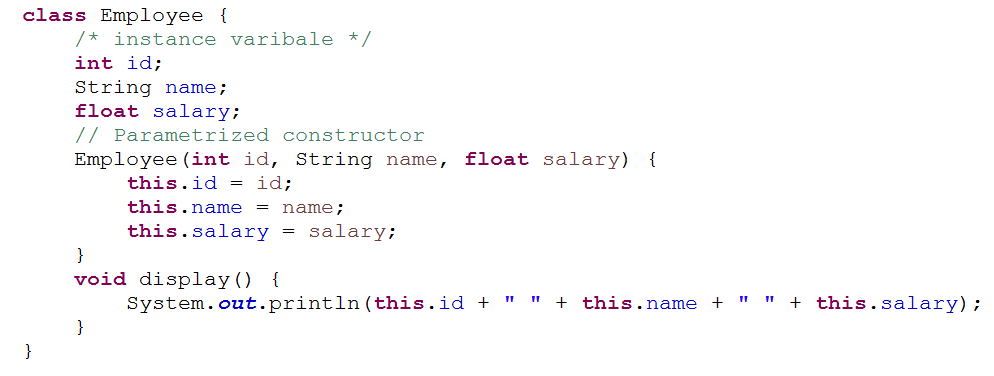 class Employee {
    /* instance varibale */
    int id;
    String name;
    float salary;
    // Parametrized constructor
    Employee(int id, String name, float salary) {
        this.id = id;
        this.name = name;
        this.salary = salary;
    }
    void display() {
        System.out.println(this.id + " " + this.name + " " + this.salary);
    }
}